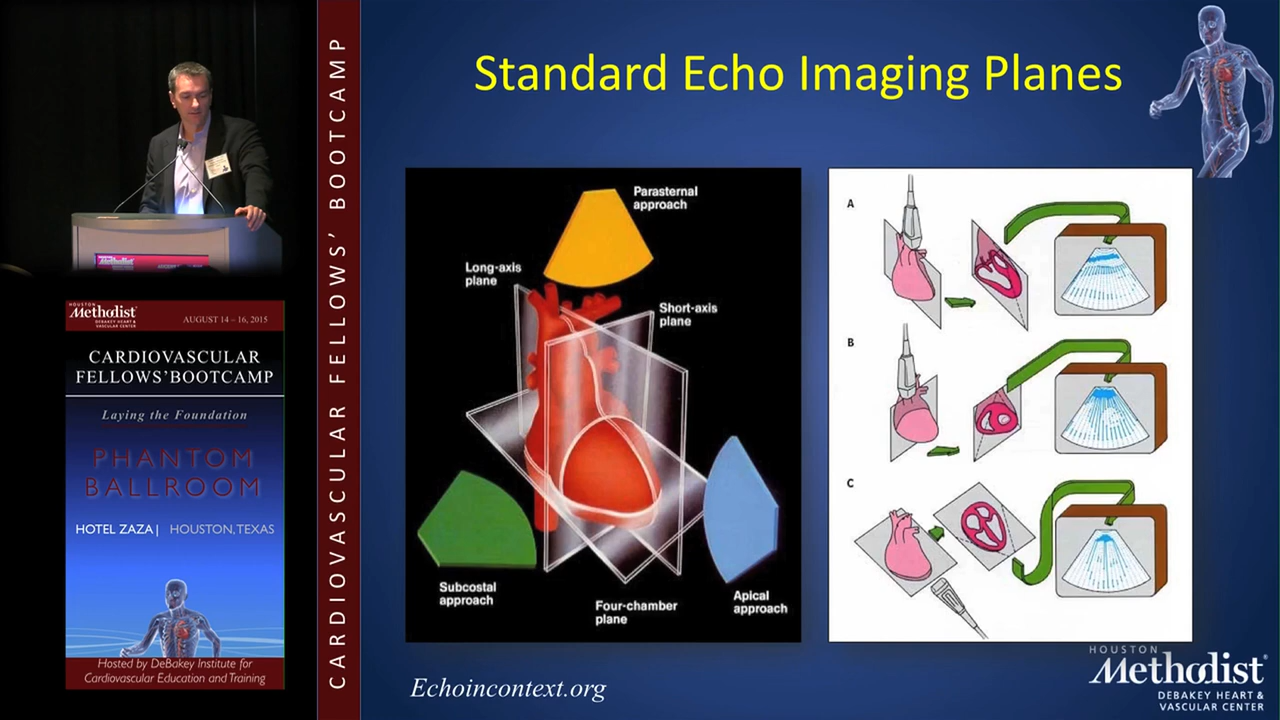 Standard Echo Imaging Planes
CARDIOVASCULAR FELLOWS' BOOTCAMP
HOUSTON
Methodist
DEBAKEY HEART &
VASCULAR CENTER
AUGUST 14 – 16, 2015
CARDIOVASCULAR
FELLOWS'BOOTCAMP
Laying the Foundation
PHANTOM
BALLROOM
HOTEL ZAZA| HOUSTON, TEXAS
Hosted by DeBakey Institute for
Cardiovascular Education and Training
Parasternal
approach
Long-axis
plane
Short-axis
plane
Subcostal
approach
Four-chamber
plane
Apical
approach
A
B
C
Echoincontext.org
HOUSTON
Methodist
DEBAKEY HEART &
VASCULAR CENTER